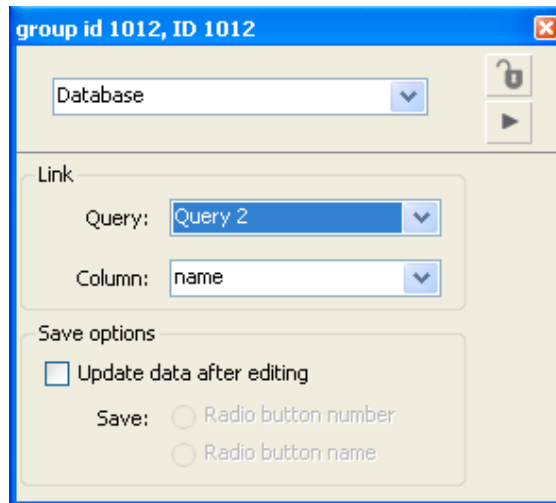 group id 1012, ID 1012
Database
Link
Query: Query 2
Column: name
Save options
Update data after editing
Save: Radio button number
Radio button name